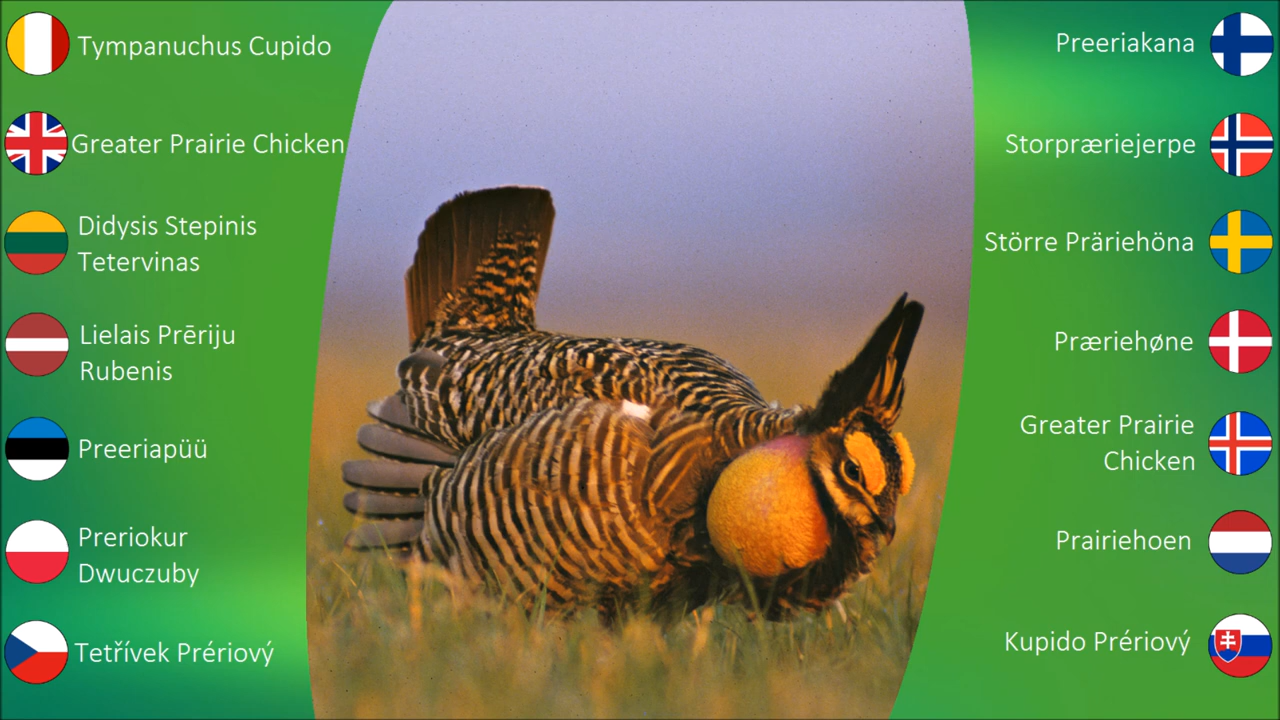 Tympanuchus Cupido
Greater Prairie Chicken
Didysis Stepinis
Tetervinas
Lielais Prēriju
Rubenis
Preeriapüü
Preriokur
Dwuczuby
Tetřívek Prériový
Preeriakana
Storpræriejerpe
Större Präriehöna
Præriehøne
Greater Prairie
Chicken
Prairiehoen
Kupido Prériový